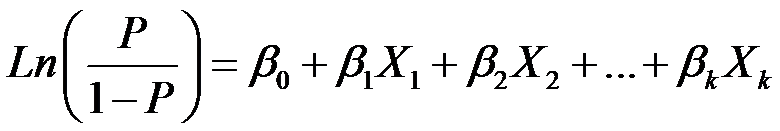 Ln(P/(1−P)) = β₀ + β₁X₁ + β₂X₂ + ... + βₖXₖ